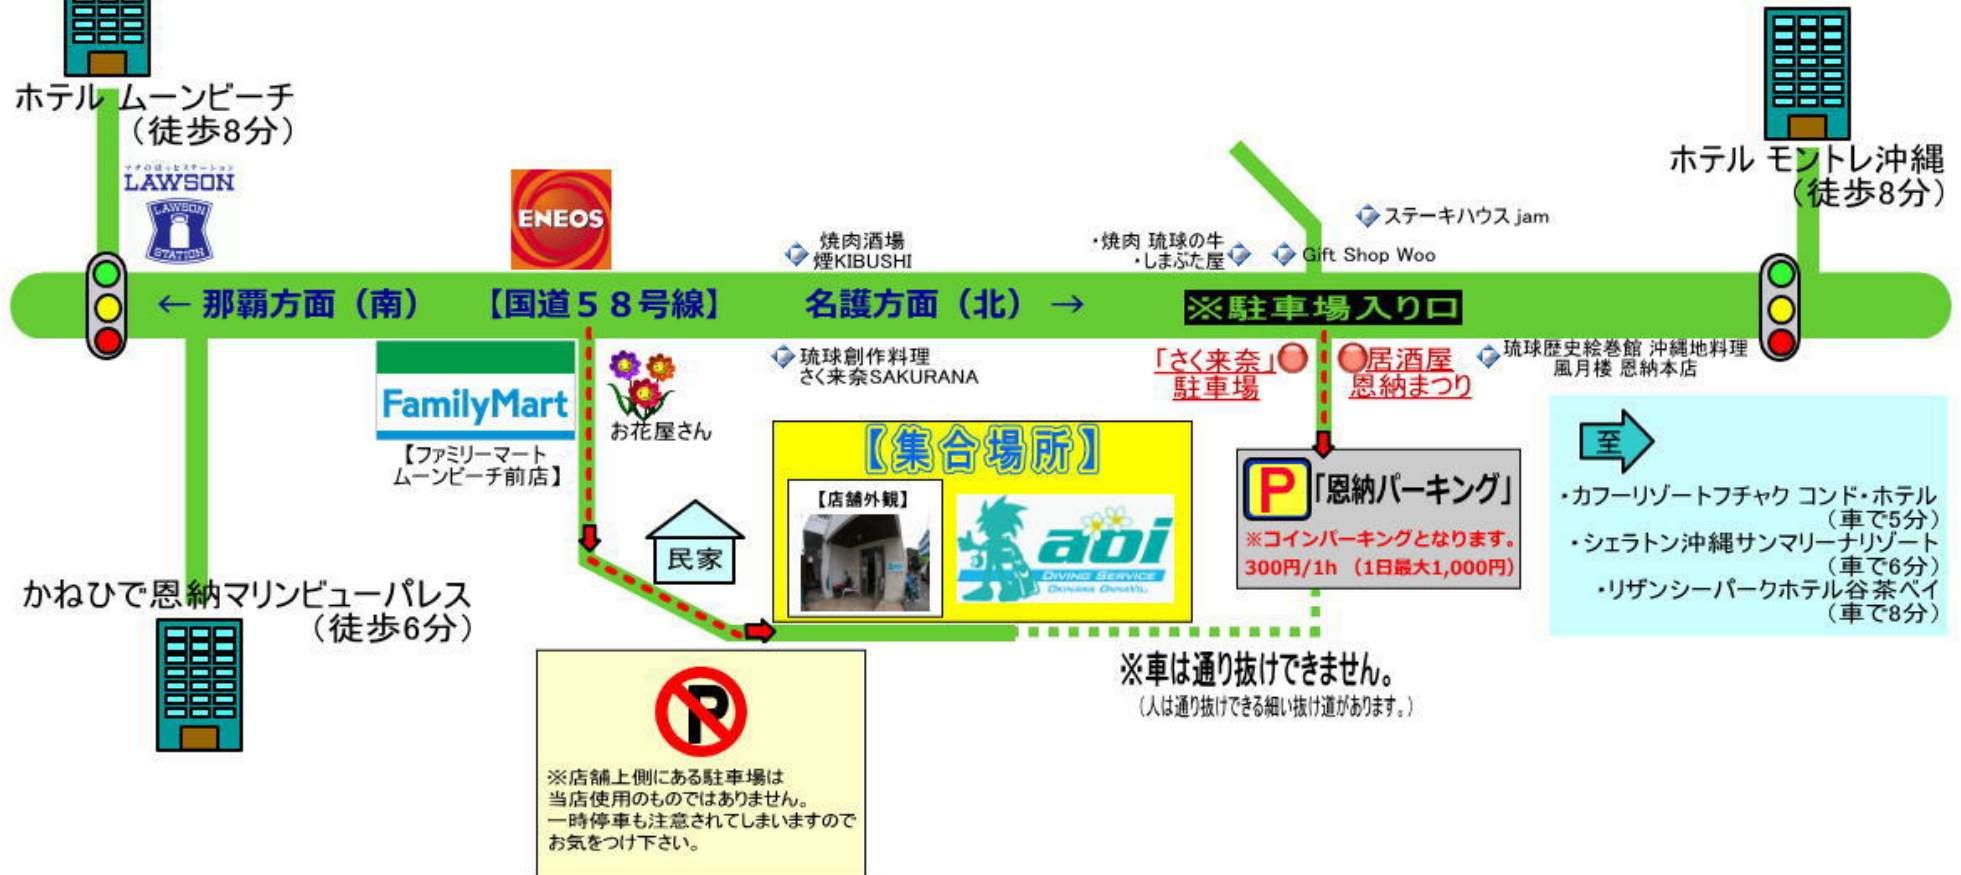 ホテル ムーンビーチ
（徒歩8分）
LAWSON
LAWSON
STATION
ENEOS
焼肉酒場
煙KIBUSHI
・焼肉 琉球の牛
・しまぶた屋
Gift Shop Woo
ステーキハウス jam
ホテル モントレ沖縄
（徒歩8分）
← 那覇方面（南）
【国道５８号線】
名護方面（北）→
※駐車場入り口
FamilyMart
【ファミリーマート
ムーンビーチ前店】
お花屋さん
琉球創作料理
さく来奈SAKURANA
「さく来奈」
駐車場
居酒屋
恩納まつり
琉球歴史絵巻館 沖縄地料理
風月楼 恩納本店
【集合場所】
【店舗外観】
aoi
DIVING SERVICE
OKINAWA ONNAVIL.
民家
P
「恩納パーキング」
※コインパーキングとなります。
300円/1h （1日最大1,000円）
至
・カフーリゾートフチャク コンド・ホテル
（車で5分）
・シェラトン沖縄サンマリーナリゾート
（車で6分）
・リザンシーパークホテル谷茶ベイ
（車で8分）
かねひで恩納マリンビューパレス
（徒歩6分）
※車は通り抜けできません。
（人は通り抜けできる細い抜け道があります。）
P
※店舗上側にある駐車場は
当店使用のものではありません。
一時停車も注意されてしまいますので
お気をつけ下さい。